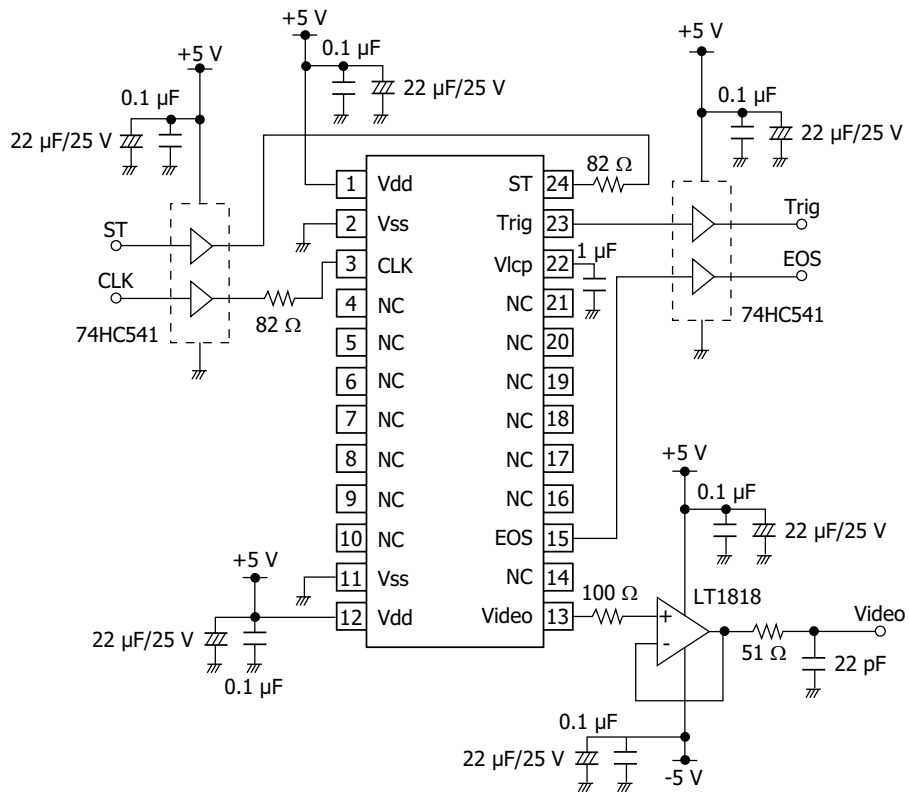 +5 V
+5 V
+5 V
0.1 µF
22 µF/25 V
0.1 µF
22 µF/25 V
0.1 µF
22 µF/25 V
ST
CLK
74HC541
82 Ω
82 Ω
1 Vdd
2 Vss
3 CLK
4 NC
5 NC
6 NC
7 NC
8 NC
9 NC
10 NC
11 Vss
12 Vdd
ST 24
Trig 23
Vlcp 22
NC 21
NC 20
NC 19
NC 18
NC 17
NC 16
EOS 15
NC 14
Video 13
1 µF
Trig
EOS
74HC541
+5 V
22 µF/25 V
0.1 µF
+5 V
0.1 µF
22 µF/25 V
LT1818
100 Ω
+
-
51 Ω
Video
22 pF
0.1 µF
22 µF/25 V
-5 V